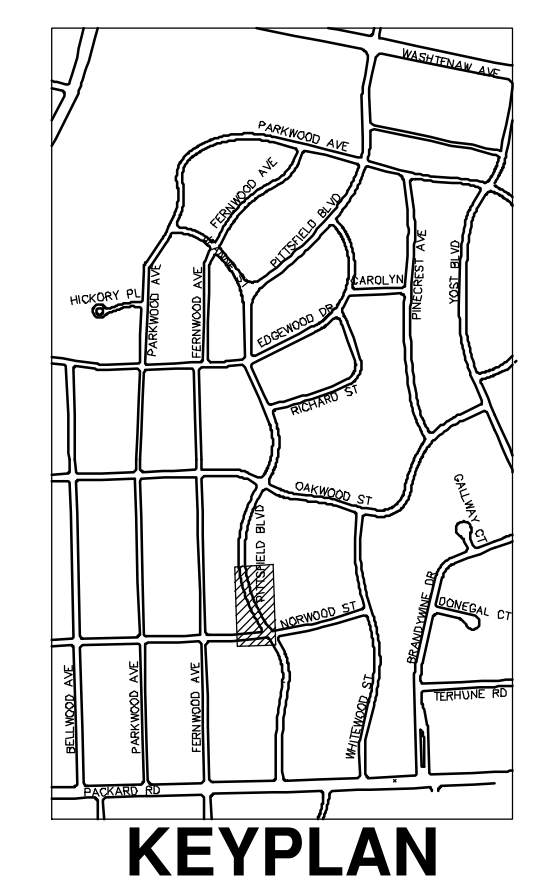 WASHTENAW AVE
PARKWOOD AVE
FERNWOOD AVE
PITTSFIELD BLVD
CAROLYN
PINECREST AVE
YOST BLVD
HICKORY PL
PARKWOOD AVE
FERNWOOD AVE
EDGEWOOD DR
RICHARD ST
OAKWOOD ST
GALLWAY CT
PITTSFIELD BLVD
NORWOOD ST
BRANDYWINE DR
DONEGAL CT
BELLWOOD AVE
PARKWOOD AVE
FERNWOOD AVE
WHITEWOOD ST
TERHUNE RD
PACKARD RD
KEYPLAN